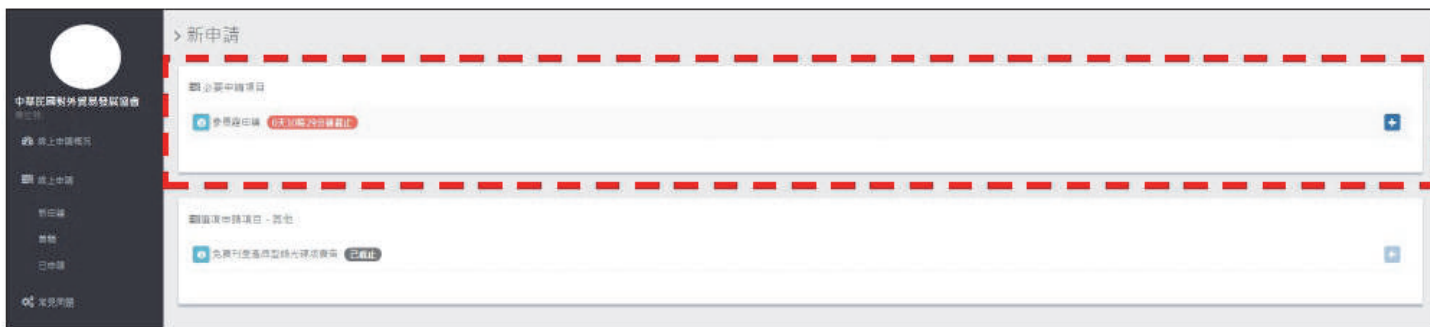 新申請
中華民國對外貿易發展協會
線上申請概況
線上申請
新申請
草稿
已申請
常見問題
必要申請項目
參展證申請 0天10時29分後截止
選項申請項目 - 其他
已截止